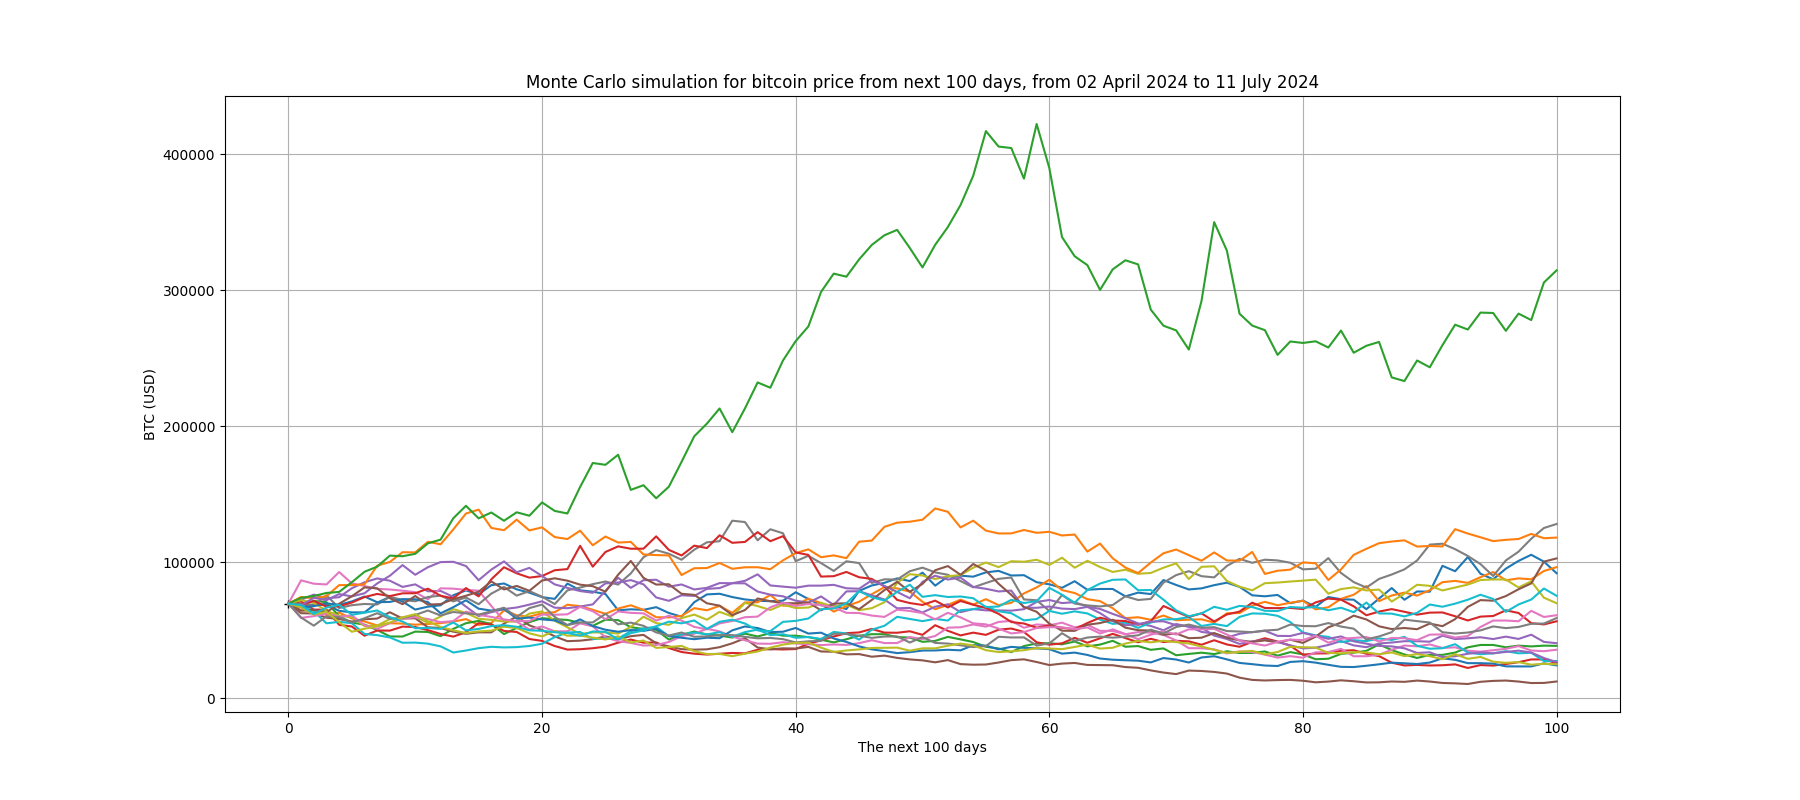 Monte Carlo simulation for bitcoin price from next 100 days, from 02 April 2024 to 11 July 2024
400000
300000
200000
100000
0
BTC (USD)
0 20 40 60 80 100
The next 100 days